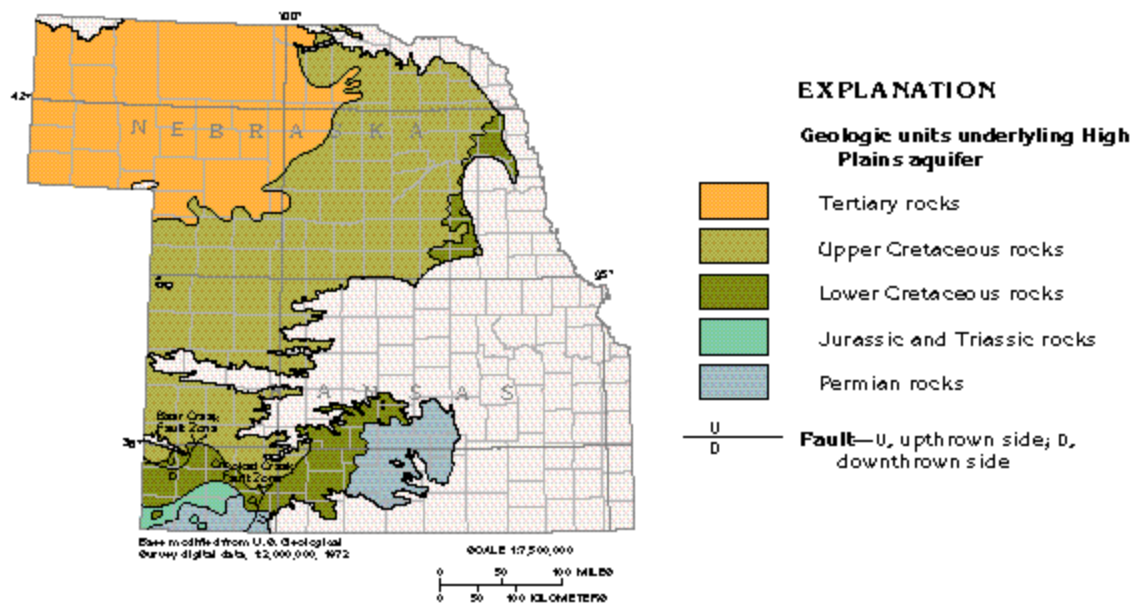 100°
42°
N E B R A S K A
EXPLANATION
Geologic units underlyling High
Plains aquifer
Tertiary rocks
Upper Cretaceous rocks
Lower Cretaceous rocks
Jurassic and Triassic rocks
Permian rocks
95°
A N S A S
Bear Creek
Fault Zone
38°
Crooked Creek
Fault Zone
U
D
U
D
Fault—U, upthrown side; D,
downthrown side
Base modified from U.S. Geological
Survey digital data, 1:2,000,000, 1972
SCALE 1:7,500,000
0 50 100 MILES
0 50 100 KILOMETERS